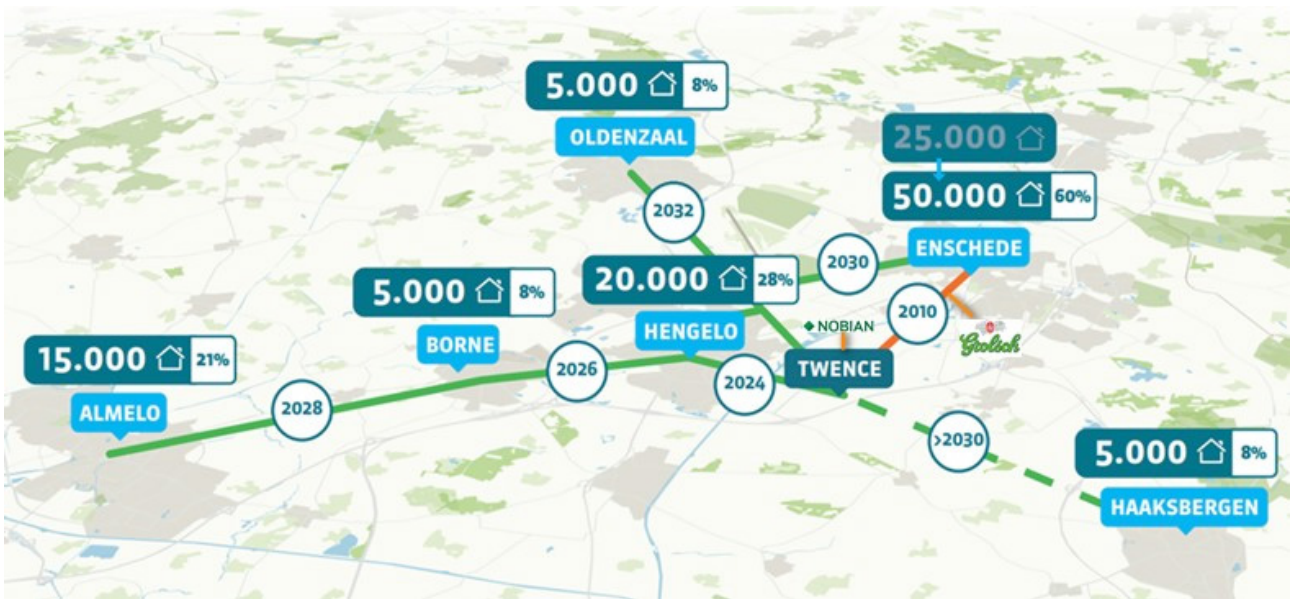 5.000 8%
OLDENZAAL
25.000
50.000 60%
ENSCHEDE
2032
2030
20.000 28%
HENGELO
5.000 8%
BORNE
2010
NOBIAN
Grolsch
15.000 21%
ALMELO
TWENCE
2026
2024
2028
>2030
5.000 8%
HAAKSBERGEN